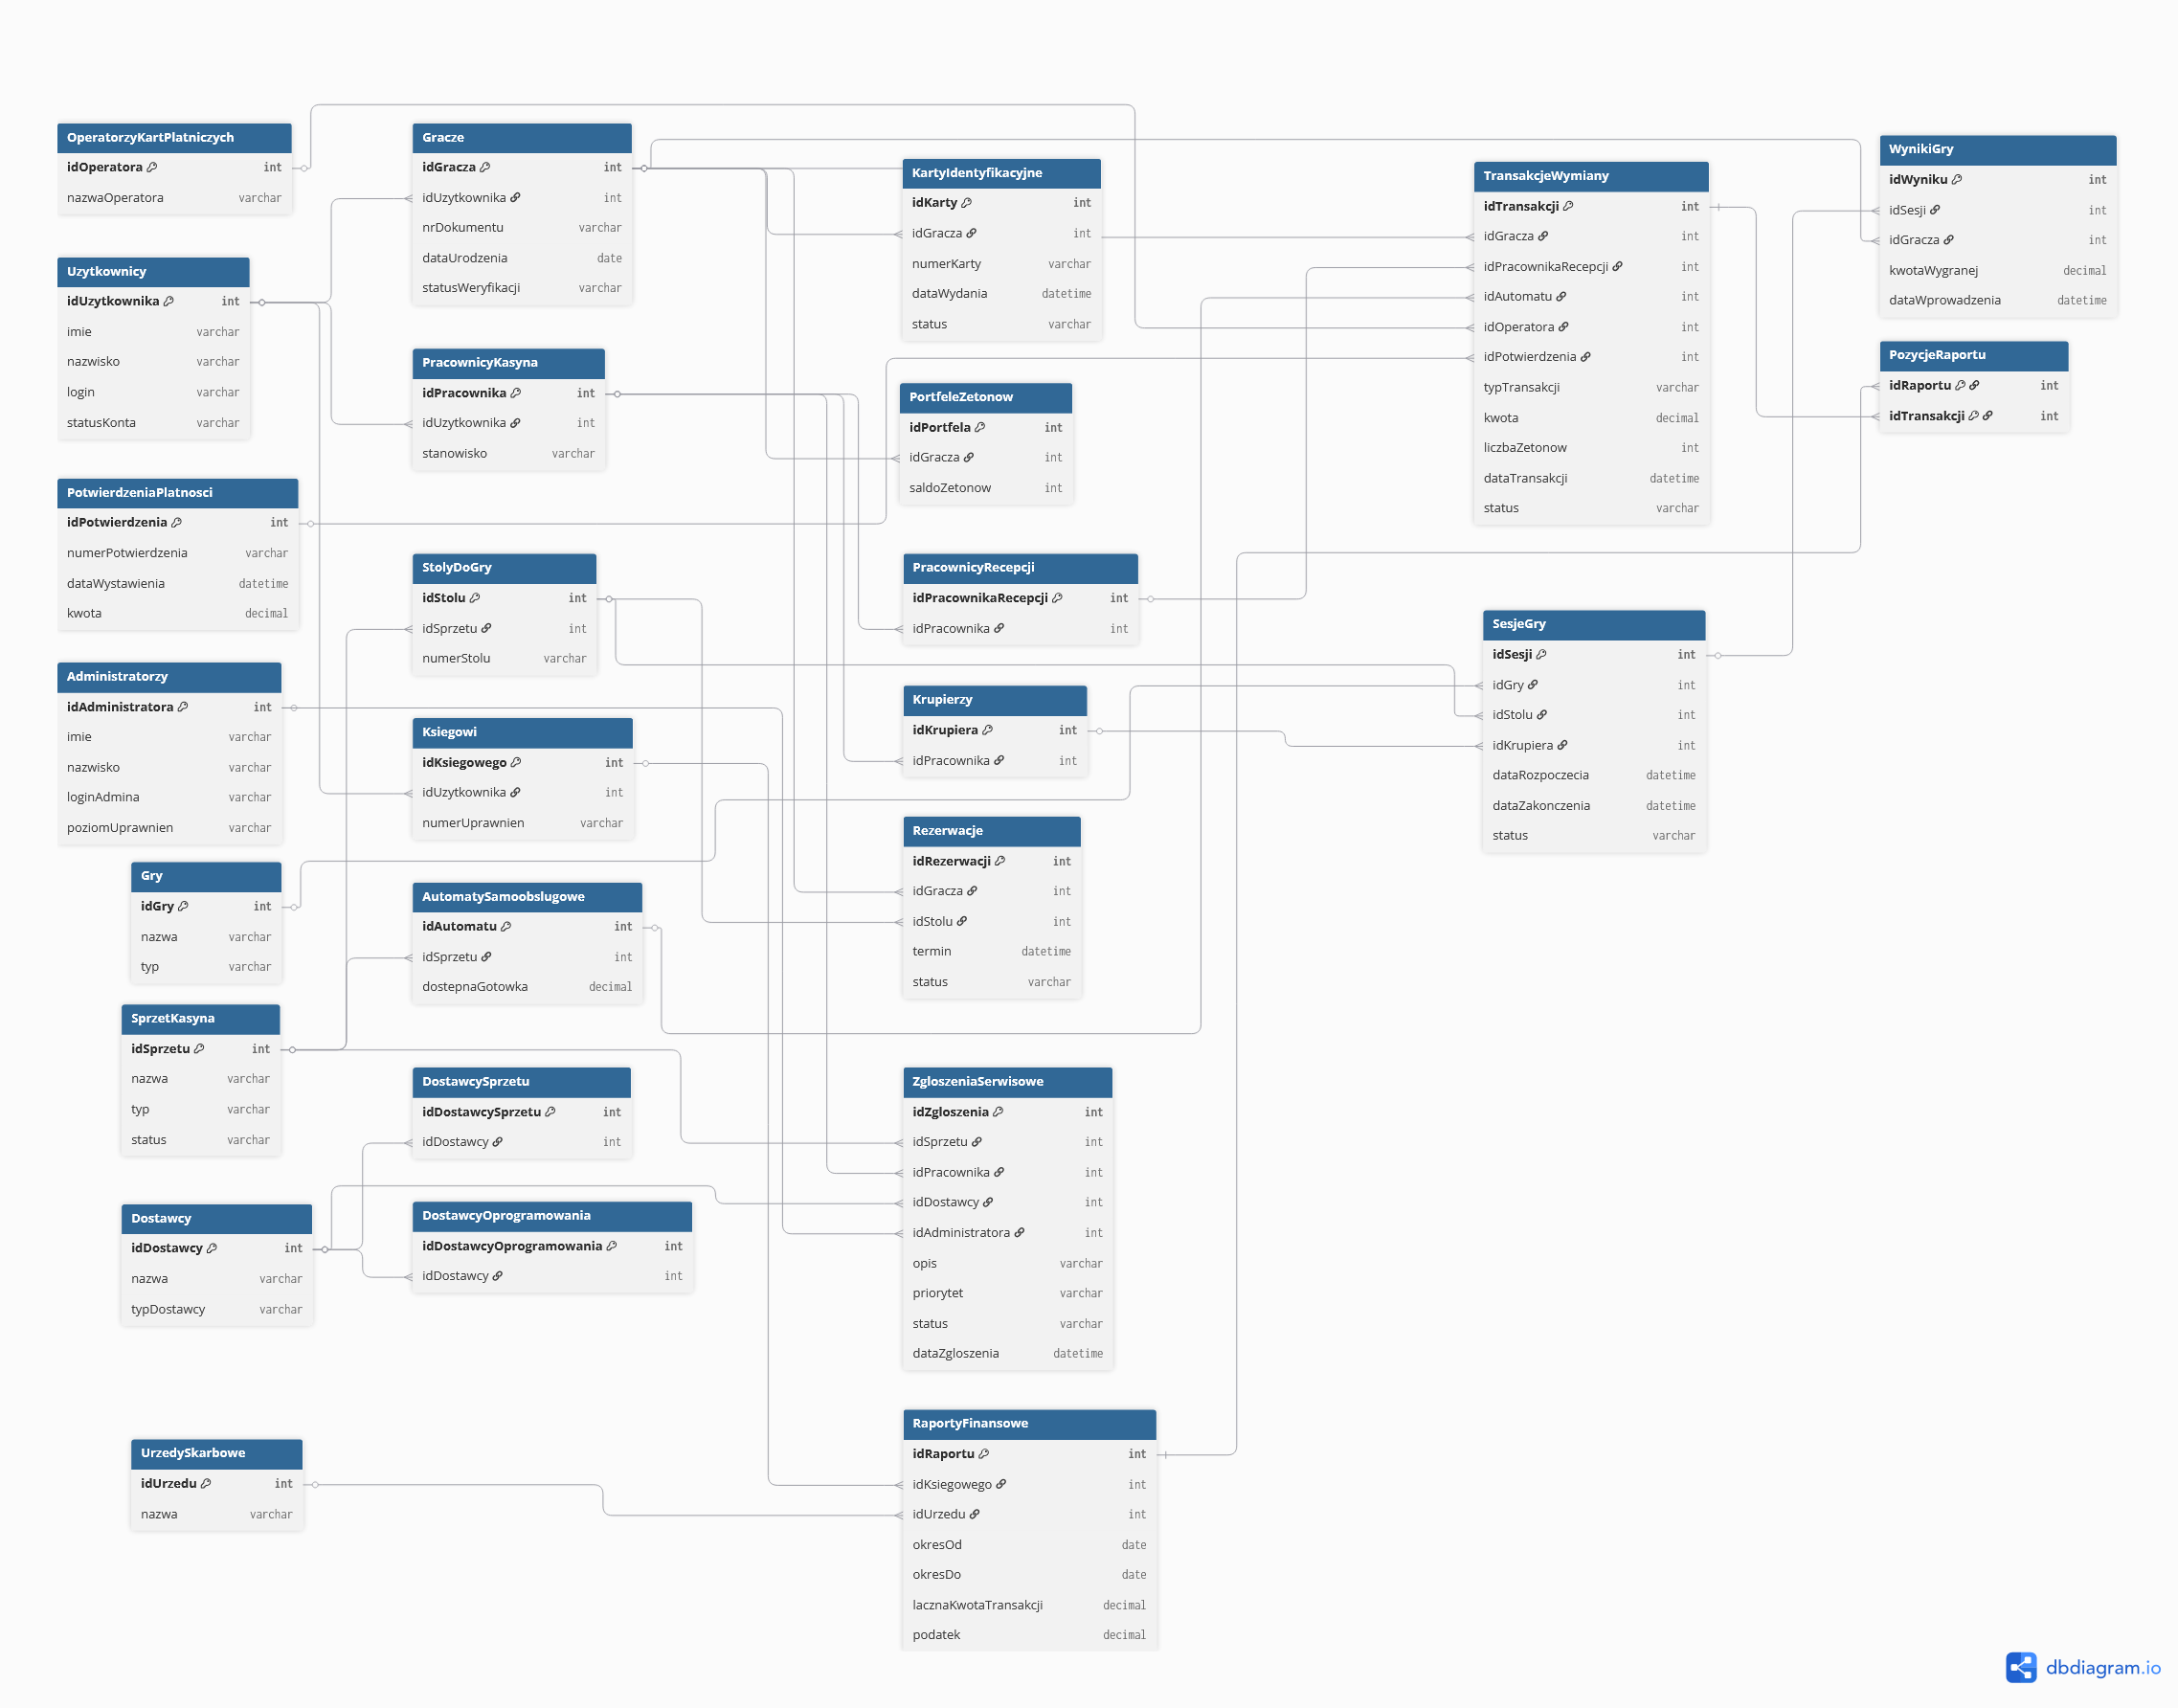 OperatorzyKartPlatniczych
idOperatora int
nazwaOperatora varchar
Uzytkownicy
idUzytkownika int
imie varchar
nazwisko varchar
login varchar
statusKonta varchar
PotwierdzeniaPlatnosci
idPotwierdzenia int
numerPotwierdzenia varchar
dataWystawienia datetime
kwota decimal
Administratorzy
idAdministratora int
imie varchar
nazwisko varchar
loginAdmina varchar
poziomUprawnien varchar
Gry
idGry int
nazwa varchar
typ varchar
SprzetKasyna
idSprzetu int
nazwa varchar
typ varchar
status varchar
Dostawcy
idDostawcy int
nazwa varchar
typDostawcy varchar
UrzedySkarbowe
idUrzedu int
nazwa varchar
Gracze
idGracza int
idUzytkownika int
nrDokumentu varchar
dataUrodzenia date
statusWeryfikacji varchar
PracownicyKasyna
idPracownika int
idUzytkownika int
stanowisko varchar
StolyDoGry
idStolu int
idSprzetu int
numerStolu varchar
Ksiegowi
idKsiegowego int
idUzytkownika int
numerUprawnien varchar
AutomatySamoobslugowe
idAutomatu int
idSprzetu int
dostepnaGotowka decimal
DostawcySprzetu
idDostawcySprzetu int
idDostawcy int
DostawcyOprogramowania
idDostawcyOprogramowania int
idDostawcy int
KartyIdentyfikacyjne
idKarty int
idGracza int
numerKarty varchar
dataWydania datetime
status varchar
PortfeleZetonow
idPortfela int
idGracza int
saldoZetonow int
PracownicyRecepcji
idPracownikaRecepcji int
idPracownika int
Krupierzy
idKrupiera int
idPracownika int
Rezerwacje
idRezerwacji int
idGracza int
idStolu int
termin datetime
status varchar
ZgloszeniaSerwisowe
idZgloszenia int
idSprzetu int
idPracownika int
idDostawcy int
idAdministratora int
opis varchar
priorytet varchar
status varchar
dataZgloszenia datetime
RaportyFinansowe
idRaportu int
idKsiegowego int
idUrzedu int
okresOd date
okresDo date
lacznaKwotaTransakcji decimal
podatek decimal
TransakcjeWymiany
idTransakcji int
idGracza int
idPracownikaRecepcji int
idAutomatu int
idOperatora int
idPotwierdzenia int
typTransakcji varchar
kwota decimal
liczbaZetonow int
dataTransakcji datetime
status varchar
SesjeGry
idSesji int
idGry int
idStolu int
idKrupiera int
dataRozpoczecia datetime
dataZakonczenia datetime
status varchar
WynikiGry
idWyniku int
idSesji int
idGracza int
kwotaWygranej decimal
dataWprowadzenia datetime
PozycjeRaportu
idRaportu int
idTransakcji int
dbdiagram.io